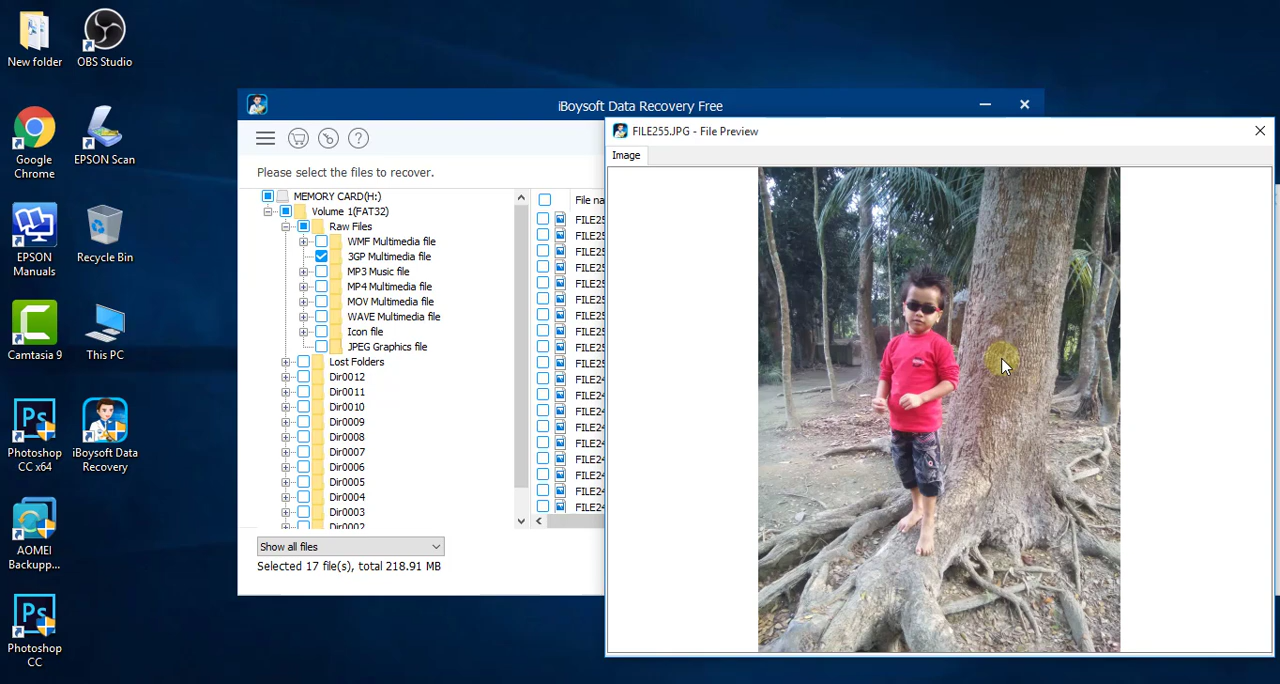 New folder
OBS Studio
Google
Chrome
EPSON Scan
EPSON
Manuals
Recycle Bin
Camtasia 9
This PC
Photoshop
CC x64
iBoysoft Data
Recovery
AOMEI
Backupp...
Photoshop
CC
iBoysoft Data Recovery Free
Please select the files to recover.
MEMORY CARD(H:)
Volume 1(FAT32)
Raw Files
WMF Multimedia file
3GP Multimedia file
MP3 Music file
MP4 Multimedia file
MOV Multimedia file
WAVE Multimedia file
Icon file
JPEG Graphics file
Lost Folders
Dir0012
Dir0011
Dir0010
Dir0009
Dir0008
Dir0007
Dir0006
Dir0005
Dir0004
Dir0003
Dir0002
File na
FILE25
FILE25
FILE25
FILE25
FILE25
FILE25
FILE25
FILE25
FILE25
FILE25
FILE24
FILE24
FILE24
FILE24
FILE24
FILE24
FILE24
FILE24
FILE24
Show all files
Selected 17 file(s), total 218.91 MB
FILE255.JPG - File Preview
Image